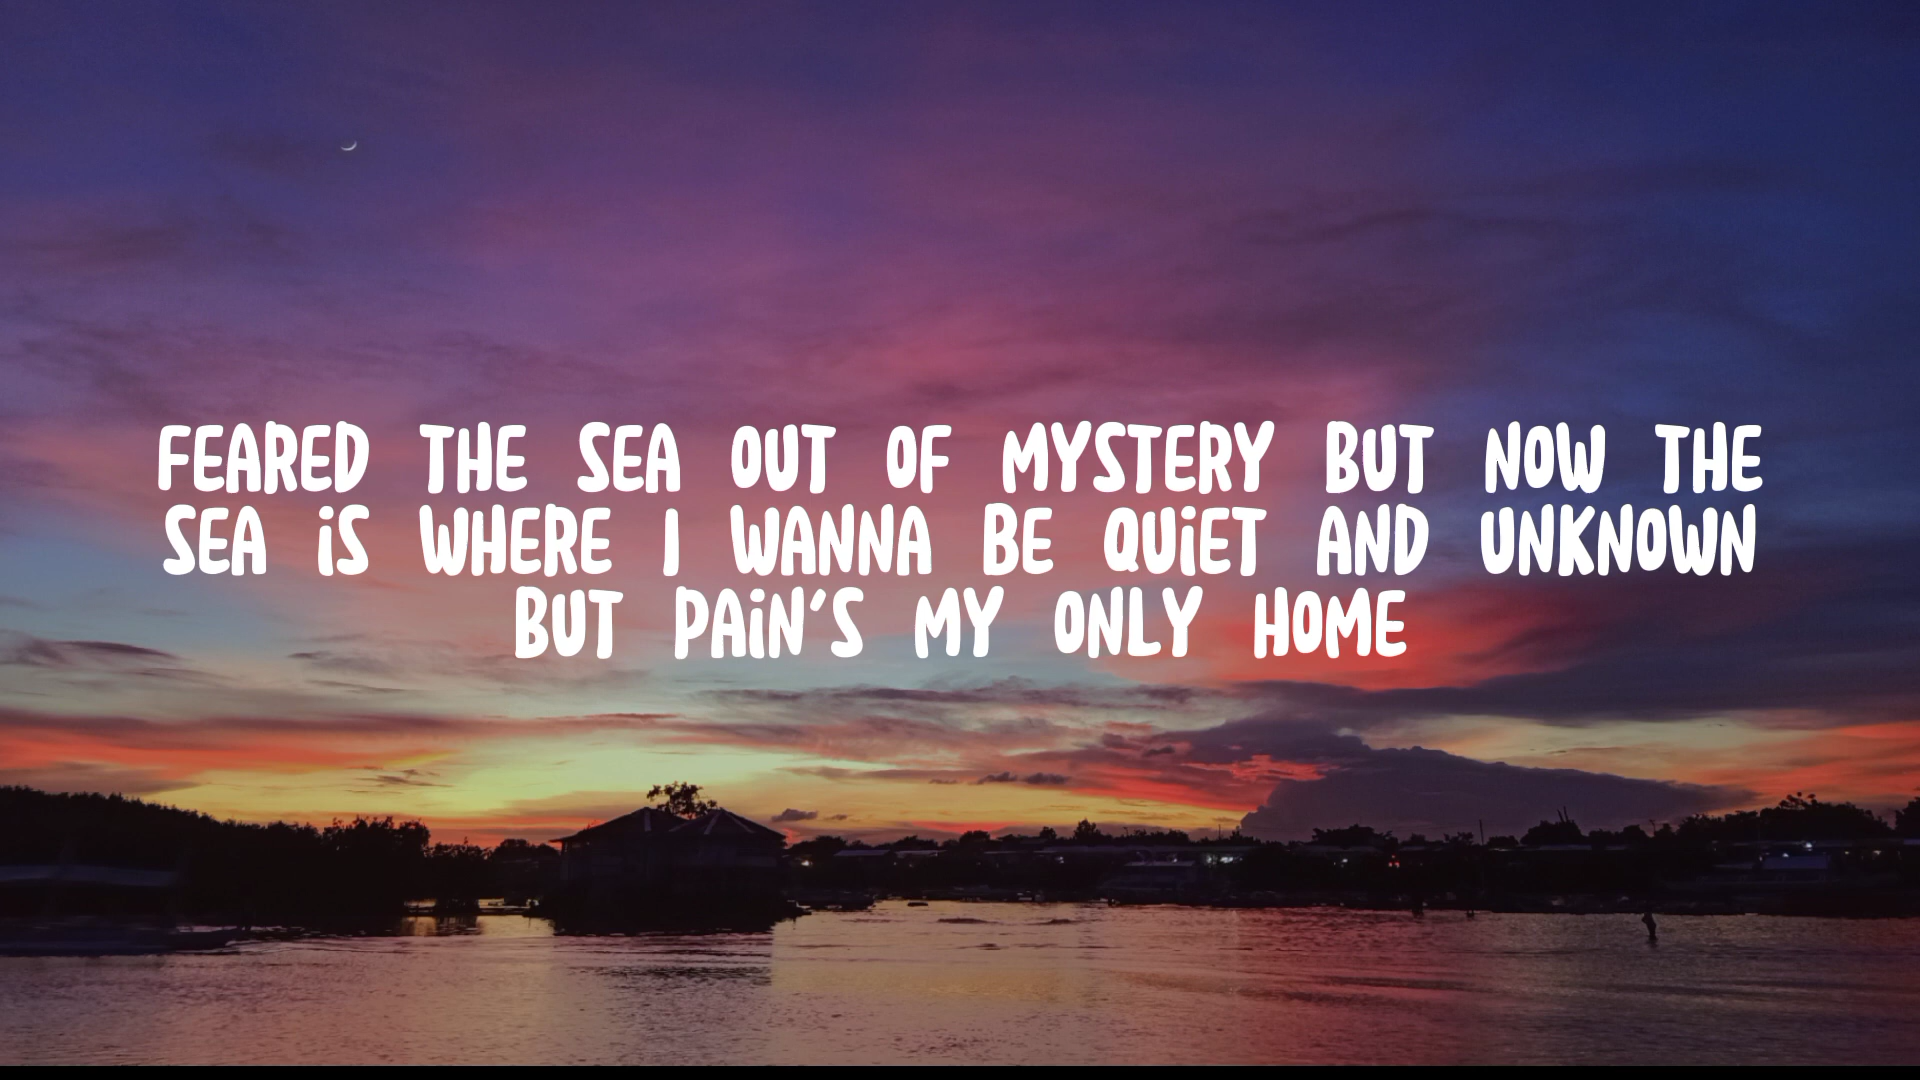 FEARED THE SEA OUT OF MYSTERY BUT NOW THE
SEA iS WHERE I WANNA BE QUiET AND UNKNOWN
BUT PAiN'S MY ONLY HOME